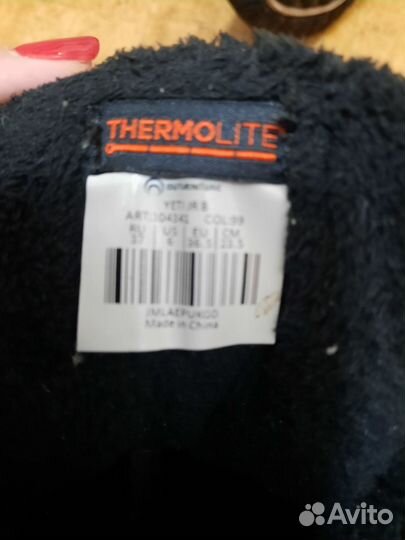 THERMOLITE
OUTVENTURE
YETI JR B
ART:104341 COL:99
RU US EU CM
37 6 36.5 23.5
Made in China
Avito